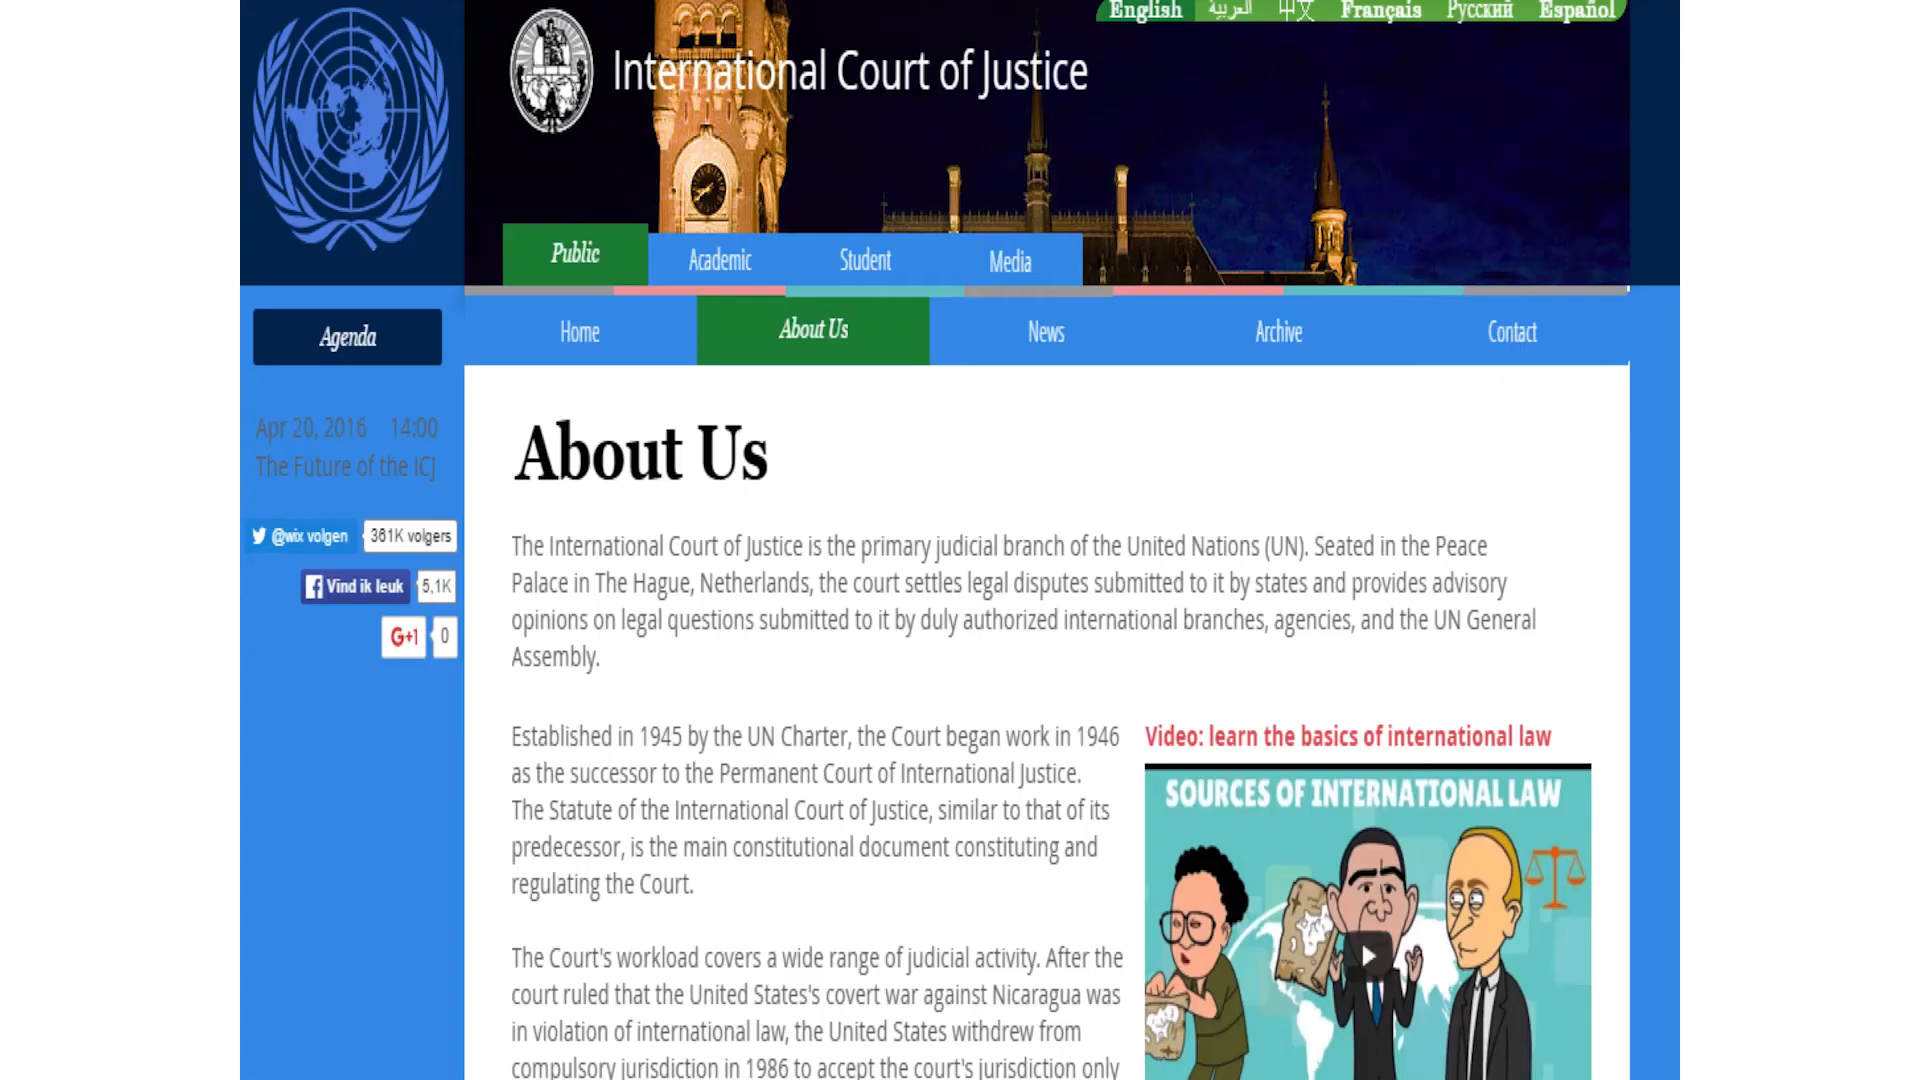 English العربية 中文 Français Русский Español
International Court of Justice
Public Academic Student Media
Agenda
Home About Us News Archive Contact
Apr 20, 2016 14:00
The Future of the ICJ
@wix volgen 361K volgers
Vind ik leuk 5,1K
G+1 0
About Us
The International Court of Justice is the primary judicial branch of the United Nations (UN). Seated in the Peace
Palace in The Hague, Netherlands, the court settles legal disputes submitted to it by states and provides advisory
opinions on legal questions submitted to it by duly authorized international branches, agencies, and the UN General
Assembly.
Established in 1945 by the UN Charter, the Court began work in 1946
as the successor to the Permanent Court of International Justice.
The Statute of the International Court of Justice, similar to that of its
predecessor, is the main constitutional document constituting and
regulating the Court.
The Court's workload covers a wide range of judicial activity. After the
court ruled that the United States's covert war against Nicaragua was
in violation of international law, the United States withdrew from
compulsory jurisdiction in 1986 to accept the court's jurisdiction only
Video: learn the basics of international law
SOURCES OF INTERNATIONAL LAW